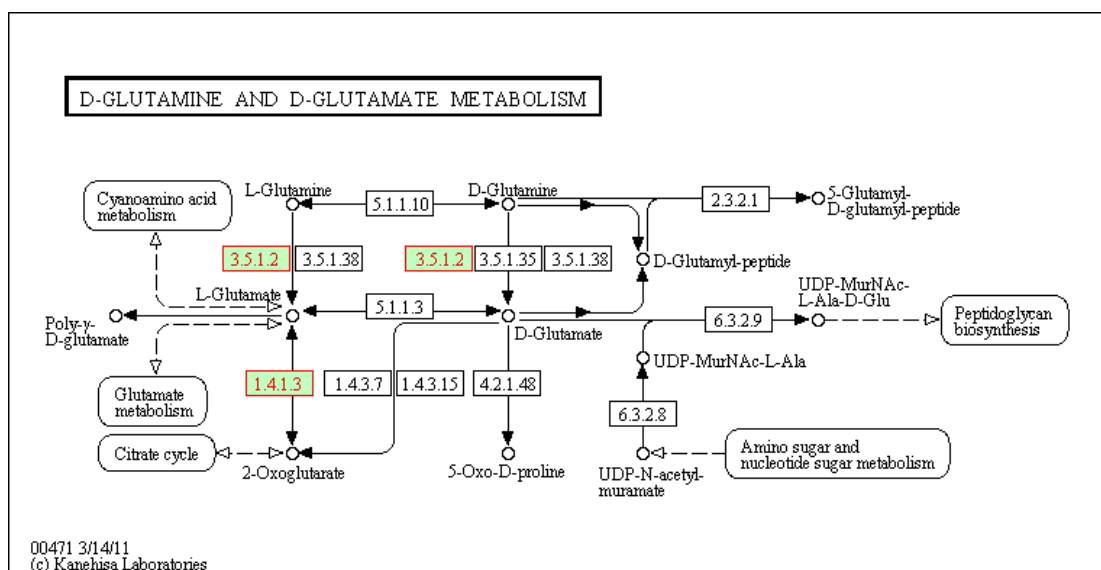 D-GLUTAMINE AND D-GLUTAMATE METABOLISM
Cyanoamino acid
metabolism
L-Glutamine
5.1.1.10
D-Glutamine
2.3.2.1
5-Glutamyl-
D-glutamyl-peptide
3.5.1.2
3.5.1.38
3.5.1.2
3.5.1.35
3.5.1.38
D-Glutamyl-peptide
L-Glutamate
5.1.1.3
D-Glutamate
UDP-MurNAc-
L-Ala-D-Glu
Poly-γ-
D-glutamate
6.3.2.9
Peptidoglycan
biosynthesis
UDP-MurNAc-L-Ala
Glutamate
metabolism
1.4.1.3
1.4.3.7
1.4.3.15
4.2.1.48
6.3.2.8
Citrate cycle
2-Oxoglutarate
5-Oxo-D-proline
UDP-N-acetyl-
muramate
Amino sugar and
nucleotide sugar metabolism
00471 3/14/11
(c) Kanehisa Laboratories